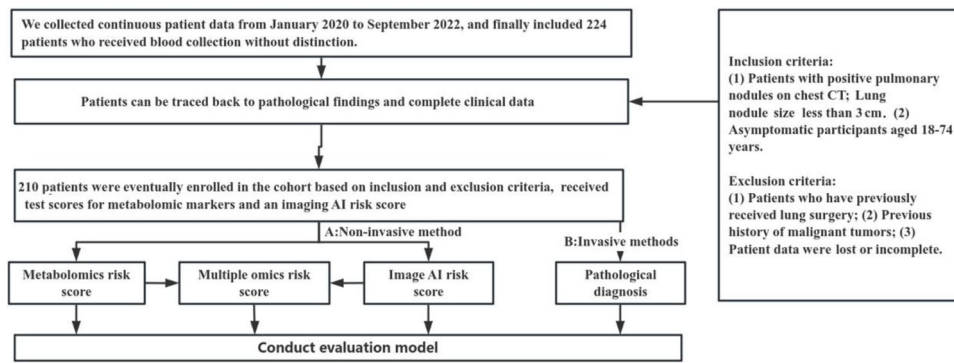 We collected continuous patient data from January 2020 to September 2022, and finally included 224
patients who received blood collection without distinction.
Patients can be traced back to pathological findings and complete clinical data
Inclusion criteria:
(1) Patients with positive pulmonary
nodules on chest CT; Lung
nodule size less than 3 cm. (2)
Asymptomatic participants aged 18-74
years.
Exclusion criteria:
(1) Patients who have previously
received lung surgery; (2) Previous
history of malignant tumors; (3)
Patient data were lost or incomplete.
210 patients were eventually enrolled in the cohort based on inclusion and exclusion criteria, received
test scores for metabolomic markers and an imaging AI risk score
A:Non-invasive method
B:Invasive methods
Metabolomics risk
score
Multiple omics risk
score
Image AI risk
score
Pathological
diagnosis
Conduct evaluation model